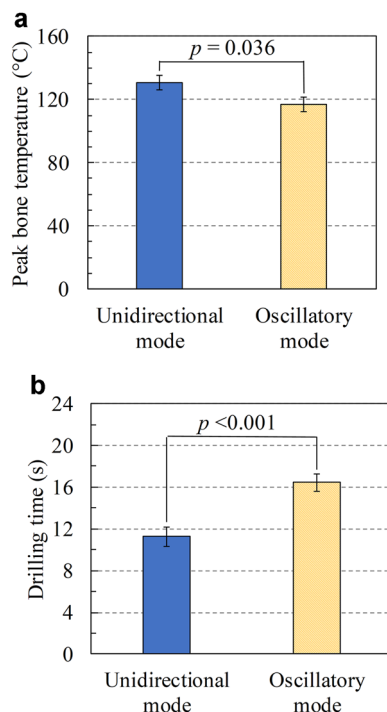 a
Peak bone temperature (°C)
160
120
80
40
0
p = 0.036
Unidirectional
mode
Oscillatory
mode
b
Drilling time (s)
24
20
16
12
8
4
0
p <0.001
Unidirectional
mode
Oscillatory
mode